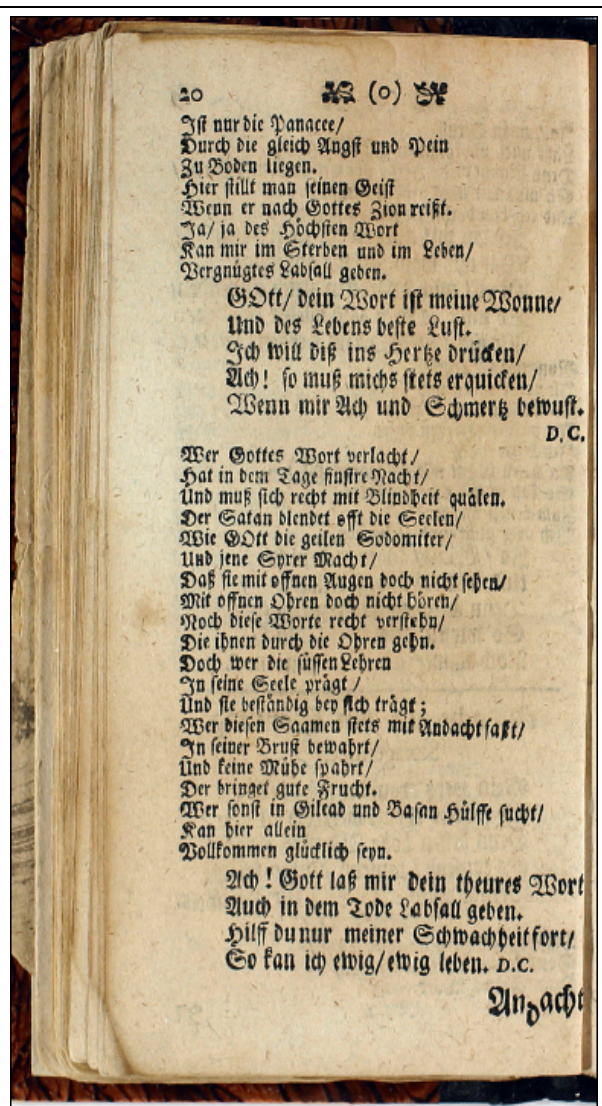 20 (0)
Ist nur die Panacee/
Durch die gleich Angst und Pein
Zu Boden liegen.
Hier stillt man seinen Geist
Wenn er nach Gottes Zion reißt.
Ja/ ja des Höchsten Wort
Kan mir im Sterben und im Leben/
Vergnügtes Labsall geben.
GOtt/ dein Wort ist meine Wonne/
Und des Lebens beste Lust.
Ich will diß ins Hertze drücken/
Ach! so muß michs stets erquicken/
Wenn mir Ach und Schmertz bewust.
D. C.
Wer Gottes Wort verlacht/
Hat in dem Tage finstre Nacht/
Und muß sich recht mit Blindheit quälen.
Der Satan blendet offt die Seelen/
Wie GOtt die geilen Sodomiter/
Und jene Syrer Macht/
Daß sie mit offnen Augen doch nicht sehen/
Mit offnen Ohren doch nicht hören/
Noch diese Worte recht verstehn/
Die ihnen durch die Ohren gehn.
Doch wer die süssen Lehren
In seine Seele prägt /
Und sie beständig bey sich trägt ;
Wer diesen Saamen stets mit Andacht faßt/
In seiner Brust bewahrt/
Und keine Mühe spahrt/
Der bringet gute Frucht.
Wer sonst in Gilead und Basan Hülffe sucht/
Kan hier allein
Vollkommen glücklich seyn.
Ach ! Gott laß mir dein theures Wort
Auch in dem Tode Labsall geben.
Hilff du nur meiner Schwachheit fort/
So kan ich ewig/ ewig leben. D.C.
Andacht